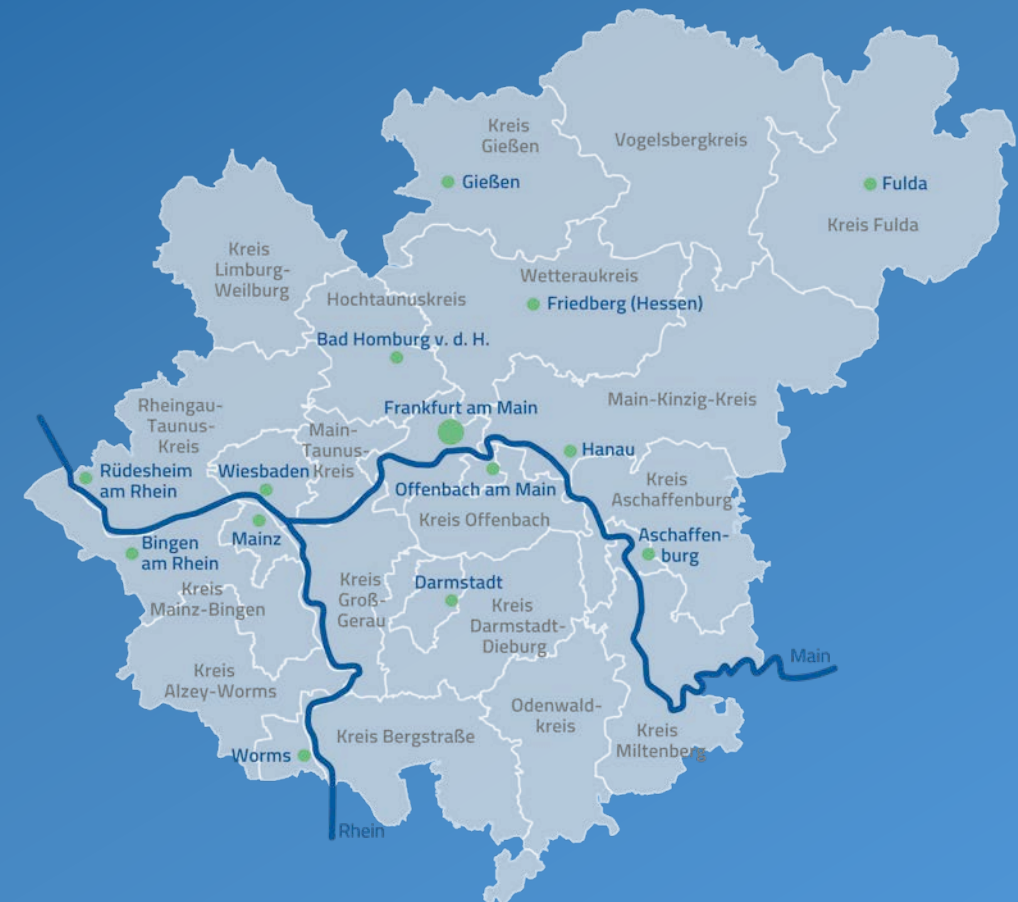 Kreis
Gießen
Vogelsbergkreis
Gießen
Fulda
Kreis Fulda
Kreis
Limburg-
Weilburg
Wetteraukreis
Hochtaunuskreis
Friedberg (Hessen)
Bad Homburg v. d. H.
Main-Kinzig-Kreis
Frankfurt am Main
Rheingau-
Taunus-
Kreis
Main-
Taunus-
Kreis
Hanau
Rüdesheim
am Rhein
Wiesbaden
Offenbach am Main
Kreis
Aschaffenburg
Kreis Offenbach
Mainz
Aschaffen-
burg
Bingen
am Rhein
Kreis
Mainz-Bingen
Kreis
Groß-
Gerau
Darmstadt
Kreis
Darmstadt-
Dieburg
Main
Kreis
Alzey-Worms
Odenwald-
kreis
Kreis
Miltenberg
Kreis Bergstraße
Worms
Rhein